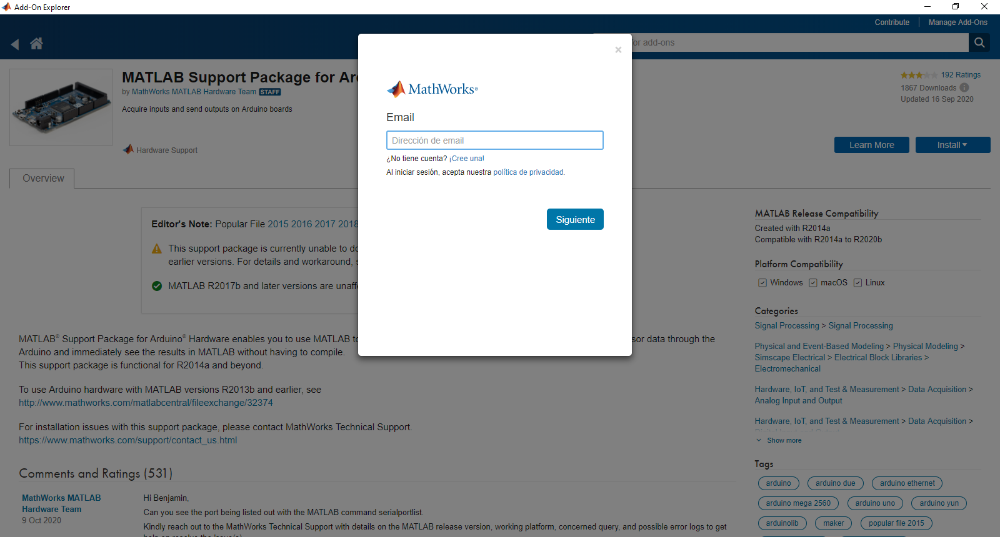 Add-On Explorer
Contribute
Manage Add-Ons
for add-ons
MATLAB Support Package for
by MathWorks MATLAB Hardware Team STAFF
Acquire inputs and send outputs on Arduino boards
Hardware Support
192 Ratings
1867 Downloads
Updated 16 Sep 2020
Learn More
Install
Overview
MathWorks®
Email
Dirección de email
¿No tiene cuenta? ¡Cree una!
Al iniciar sesión, acepta nuestra política de privacidad.
Siguiente
Editor's Note: Popular File 2015 2016 2017 2018
This support package is currently unable to
earlier versions. For details and workaround,
MATLAB R2017b and later versions are
MATLAB® Support Package for Arduino® Hardware enables you to use MATLAB
data through the
Arduino and immediately see the results in MATLAB without having to compile.
This support package is functional for R2014a and beyond.
To use Arduino hardware with MATLAB versions R2013b and earlier, see
http://www.mathworks.com/matlabcentral/fileexchange/32374
For installation issues with this support package, please contact MathWorks Technical Support.
https://www.mathworks.com/support/contact_us.html
Comments and Ratings (531)
MathWorks MATLAB
Hardware Team
9 Oct 2020
Hi Benjamin,
Can you see the port being listed out with the MATLAB command serialportlist.
Kindly reach out to the MathWorks Technical Support with details on the MATLAB release version, working platform, concerned query, and possible error logs to get
MATLAB Release Compatibility
Created with R2014a
Compatible with R2014a to R2020b
Platform Compatibility
Windows macOS Linux
Categories
Signal Processing > Signal Processing
Physical and Event-Based Modeling > Physical Modeling >
Simscape Electrical > Electrical Block Libraries >
Electromechanical
Hardware, IoT, and Test & Measurement > Data Acquisition >
Analog Input and Output
Hardware, IoT, and Test & Measurement > Data Acquisition >
Show more
Tags
arduino
arduino due
arduino ethernet
arduino mega 2560
arduino uno
arduino yun
arduinolib
maker
popular file 2015